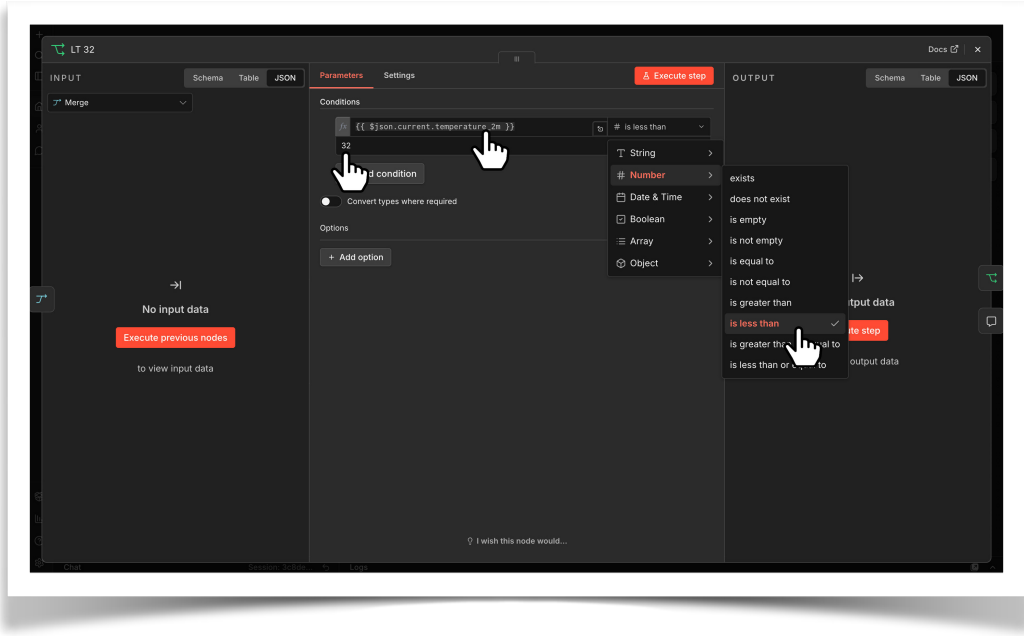 LT 32
Docs
INPUT
Schema
Table
JSON
Merge
No input data
Execute previous nodes
to view input data
Parameters
Settings
Execute step
Conditions
fx
{{ $json.current.temperature_2m }}
# is less than
32
condition
Convert types where required
Options
+ Add option
T String
# Number
Date & Time
Boolean
Array
Object
exists
does not exist
is empty
is not empty
is equal to
is not equal to
is greater than
is less than
is greater than to
is less than or to
I wish this node would...
OUTPUT
Schema
Table
JSON
data
step
output data
Chat
Session:
Logs